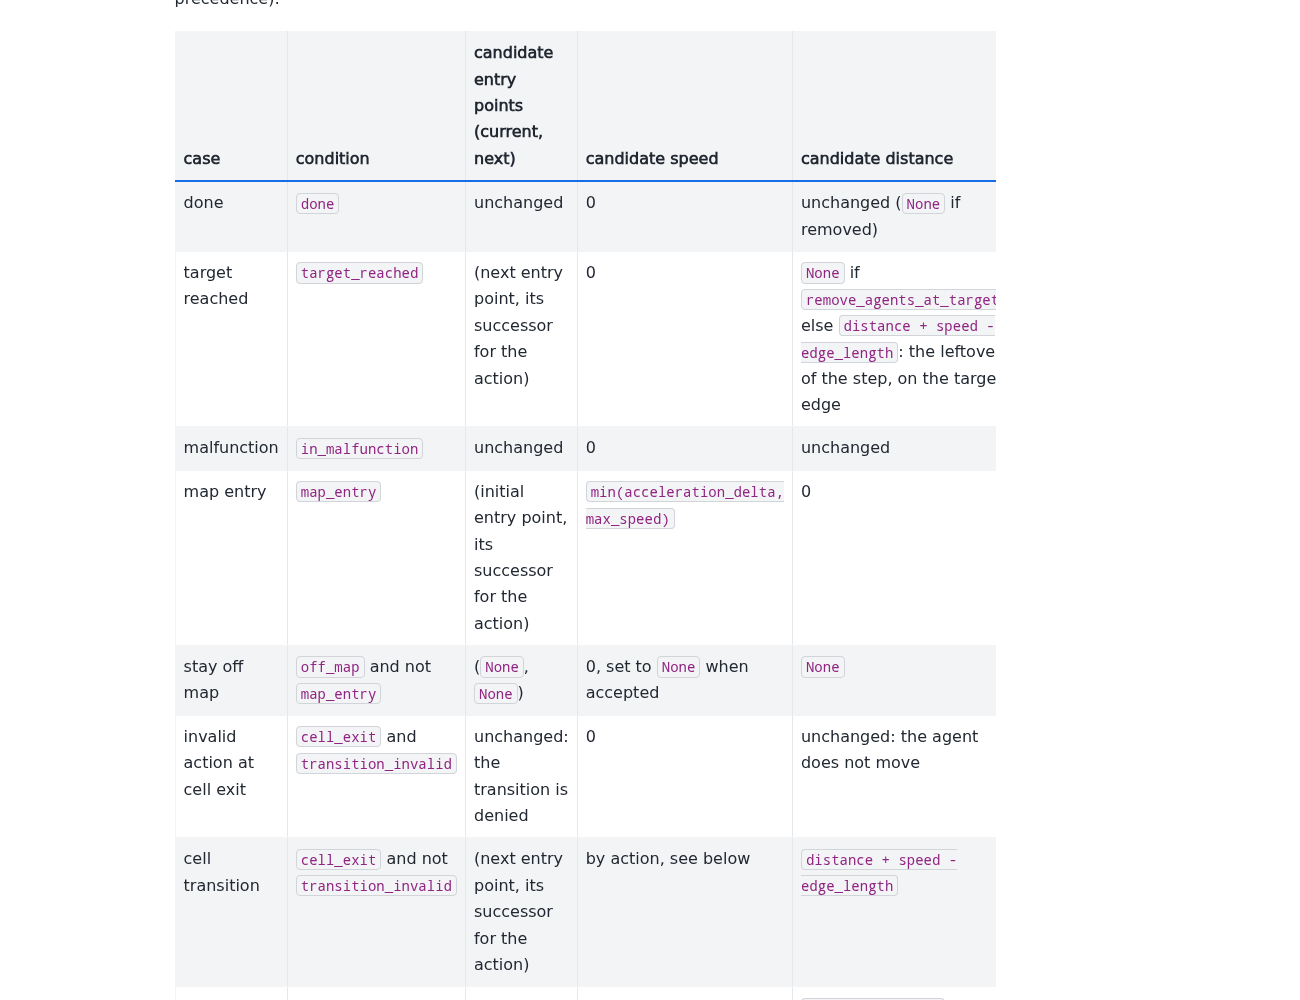 precedence).
case condition candidate entry points (current, next) candidate speed candidate distance
done done unchanged 0 unchanged (None if
removed)
target reached target_reached (next entry point, its successor for the action) 0 None if
remove_agents_at_target
else distance + speed -
edge_length: the leftove
of the step, on the targe
edge
malfunction in_malfunction unchanged 0 unchanged
map entry map_entry (initial entry point, its successor for the action) min(acceleration_delta, max_speed) 0
stay off map off_map and not map_entry (None, None) 0, set to None when accepted None
invalid action at cell exit cell_exit and transition_invalid unchanged: the transition is denied 0 unchanged: the agent does not move
cell transition cell_exit and not transition_invalid (next entry point, its successor for the action) by action, see below distance + speed - edge_length